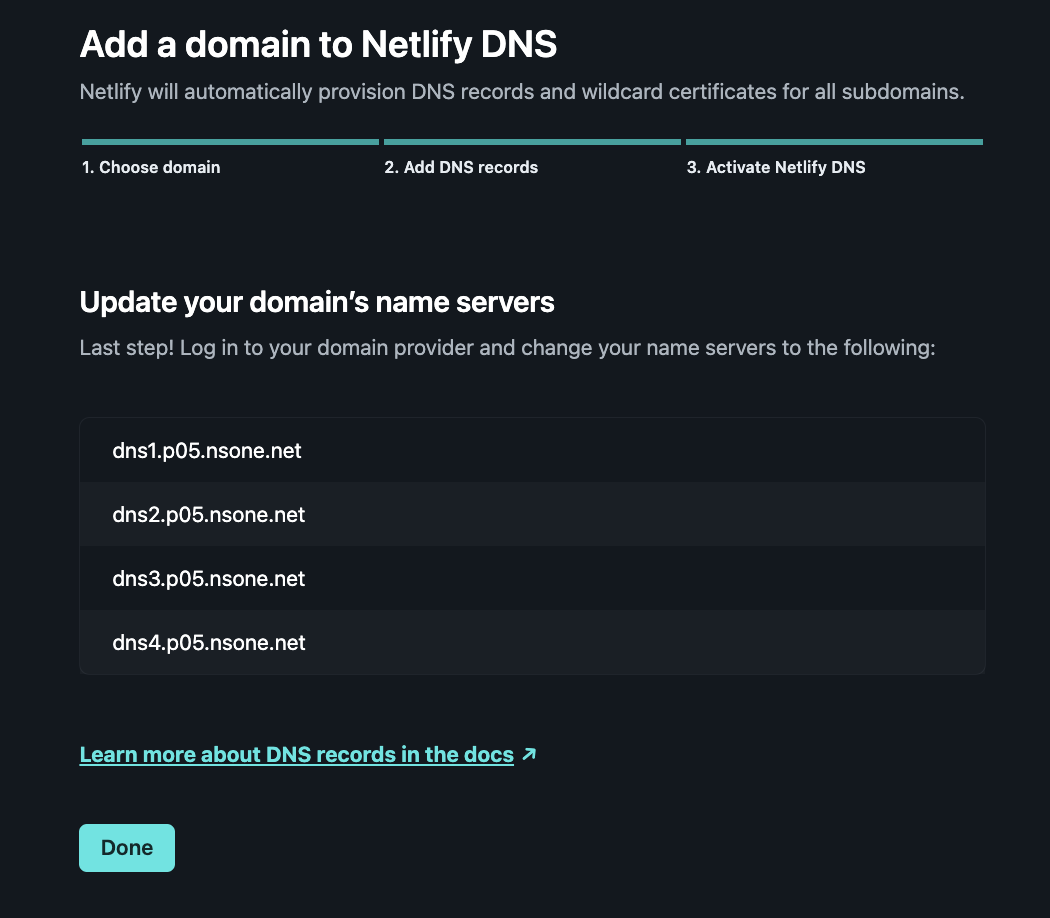 Add a domain to Netlify DNS
Netlify will automatically provision DNS records and wildcard certificates for all subdomains.
1. Choose domain
2. Add DNS records
3. Activate Netlify DNS
Update your domain’s name servers
Last step! Log in to your domain provider and change your name servers to the following:
dns1.p05.nsone.net
dns2.p05.nsone.net
dns3.p05.nsone.net
dns4.p05.nsone.net
Learn more about DNS records in the docs ↗
Done